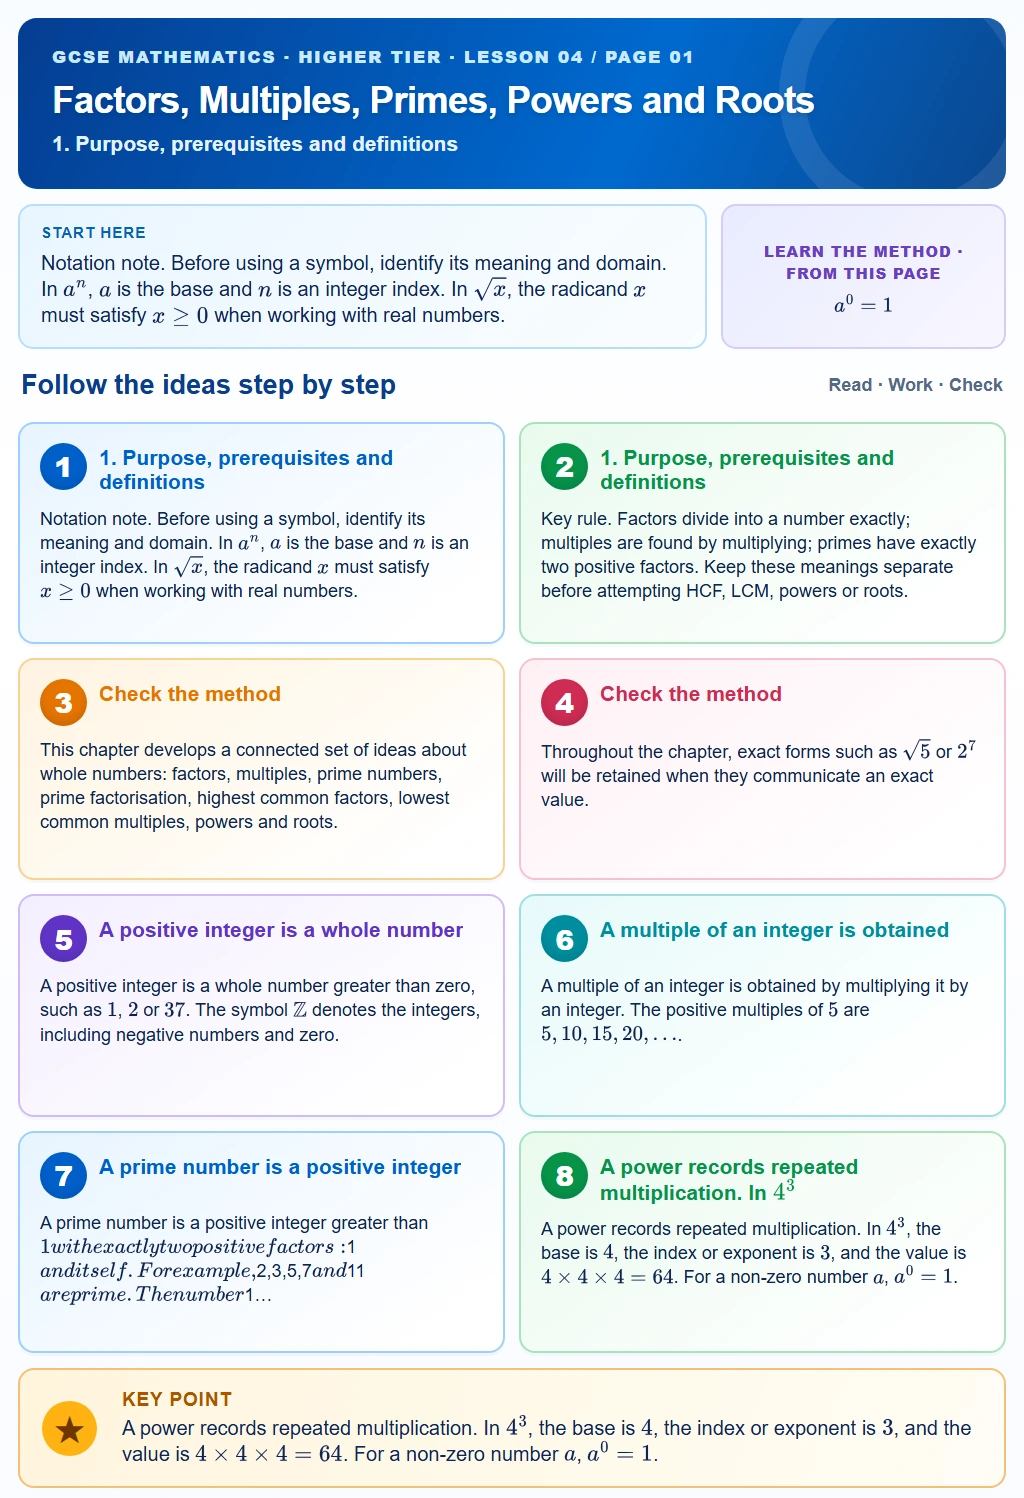 GCSE MATHEMATICS · HIGHER TIER · LESSON 04 / PAGE 01
Factors, Multiples, Primes, Powers and Roots
1. Purpose, prerequisites and definitions
START HERE
Notation note. Before using a symbol, identify its meaning and domain.
In aⁿ, a is the base and n is an integer index. In √x, the radicand x
must satisfy x ≥ 0 when working with real numbers.
LEARN THE METHOD ·
FROM THIS PAGE
a⁰ = 1
Follow the ideas step by step
Read · Work · Check
1
1. Purpose, prerequisites and
definitions
Notation note. Before using a symbol, identify its
meaning and domain. In aⁿ, a is the base and n is an
integer index. In √x, the radicand x must satisfy
x ≥ 0 when working with real numbers.
2
1. Purpose, prerequisites and
definitions
Key rule. Factors divide into a number exactly;
multiples are found by multiplying; primes have exactly
two positive factors. Keep these meanings separate
before attempting HCF, LCM, powers or roots.
3
Check the method
This chapter develops a connected set of ideas about
whole numbers: factors, multiples, prime numbers,
prime factorisation, highest common factors, lowest
common multiples, powers and roots.
4
Check the method
Throughout the chapter, exact forms such as √5 or 2⁷
will be retained when they communicate an exact
value.
5
A positive integer is a whole number
A positive integer is a whole number greater than zero,
such as 1, 2 or 37. The symbol ℤ denotes the integers,
including negative numbers and zero.
6
A multiple of an integer is obtained
A multiple of an integer is obtained by multiplying it by
an integer. The positive multiples of 5 are
5, 10, 15, 20, ….
7
A prime number is a positive integer
A prime number is a positive integer greater than
1withexactlytwopositivefactors :1
anditself. Forexample,2,3,5,7and11
areprime. Thenumber1…
8
A power records repeated
multiplication. In 4³
A power records repeated multiplication. In 4³, the
base is 4, the index or exponent is 3, and the value is
4 × 4 × 4 = 64. For a non-zero number a, a⁰ = 1.
KEY POINT
A power records repeated multiplication. In 4³, the base is 4, the index or exponent is 3, and the
value is 4 × 4 × 4 = 64. For a non-zero number a, a⁰ = 1.